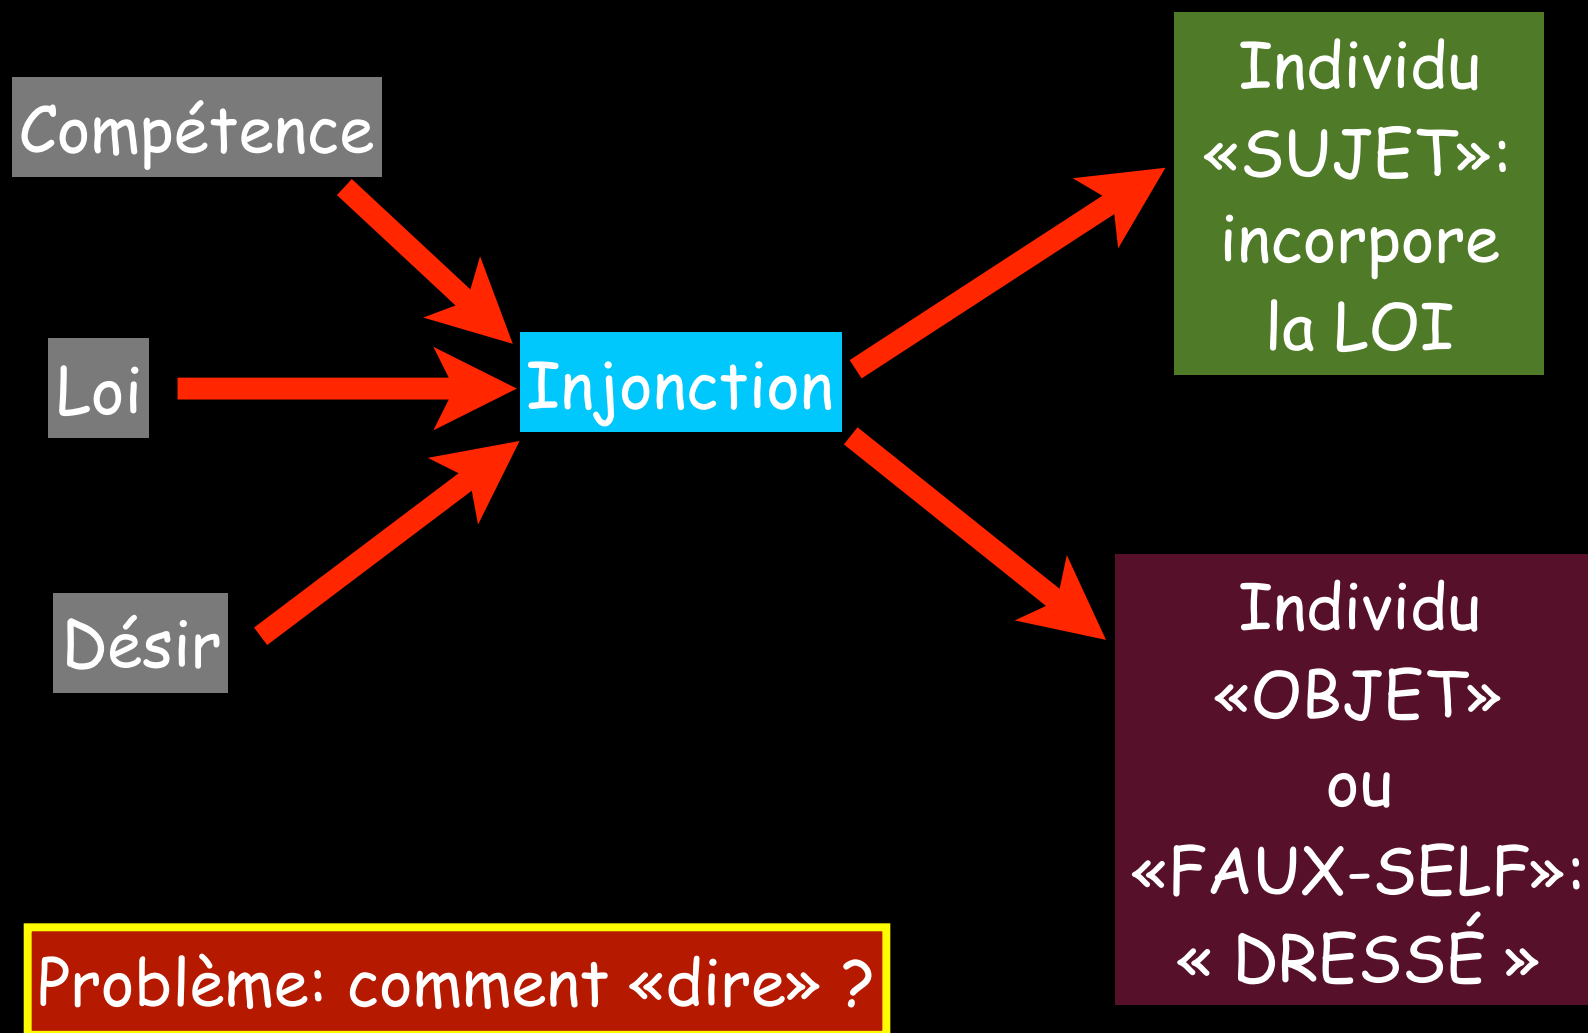 Compétence
Loi
Désir
Injonction
Individu
«SUJET»:
incorpore
la LOI
Individu
«OBJET»
ou
«FAUX-SELF»:
« DRESSÉ »
Problème: comment «dire» ?